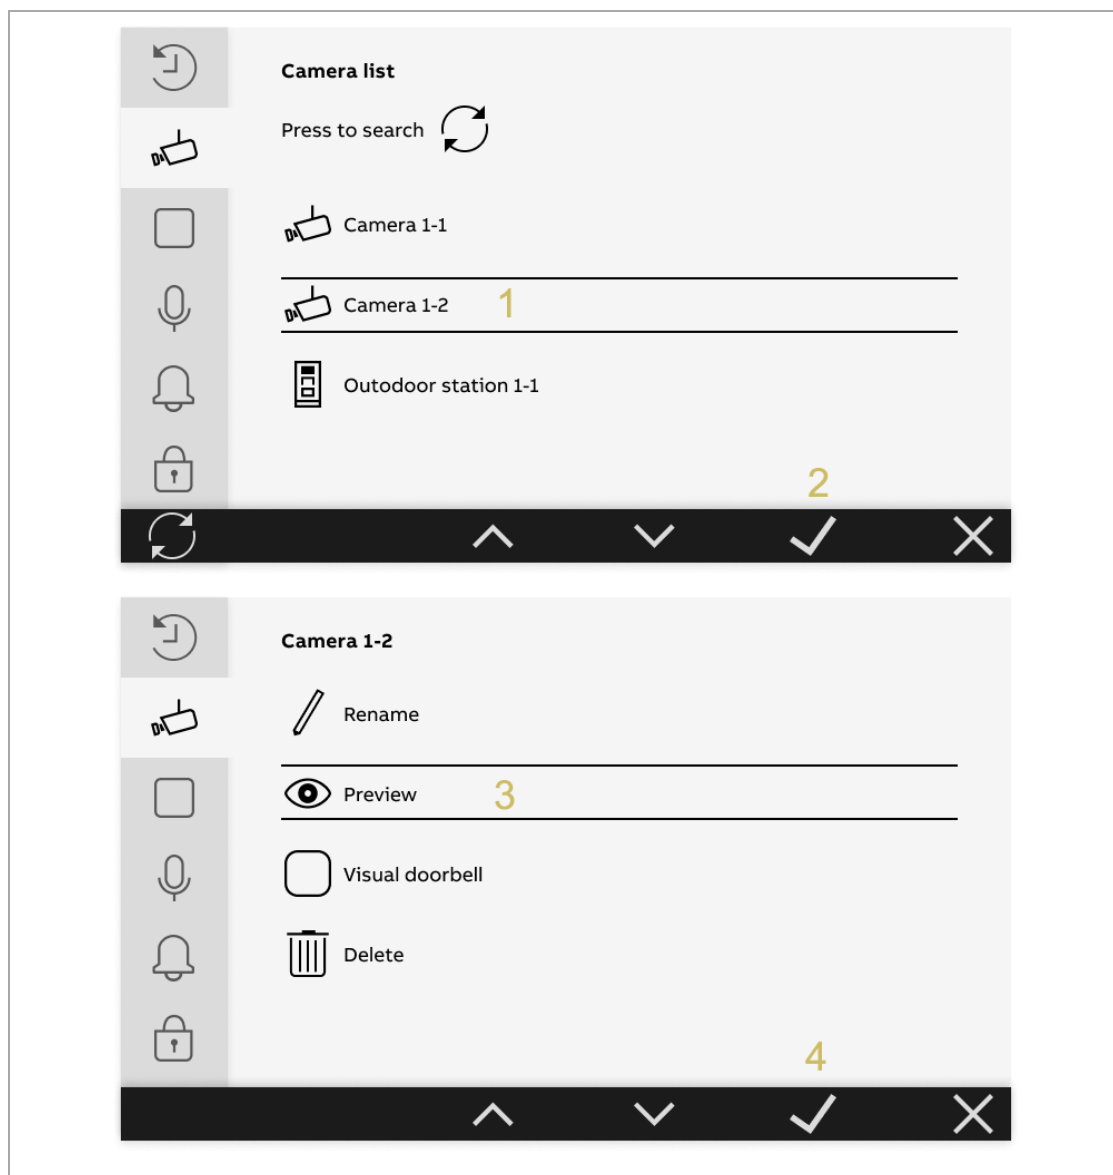 Camera list
Press to search
Camera 1-1
Camera 1-2 1
Outodoor station 1-1
2
Camera 1-2
Rename
Preview 3
Visual doorbell
Delete
4